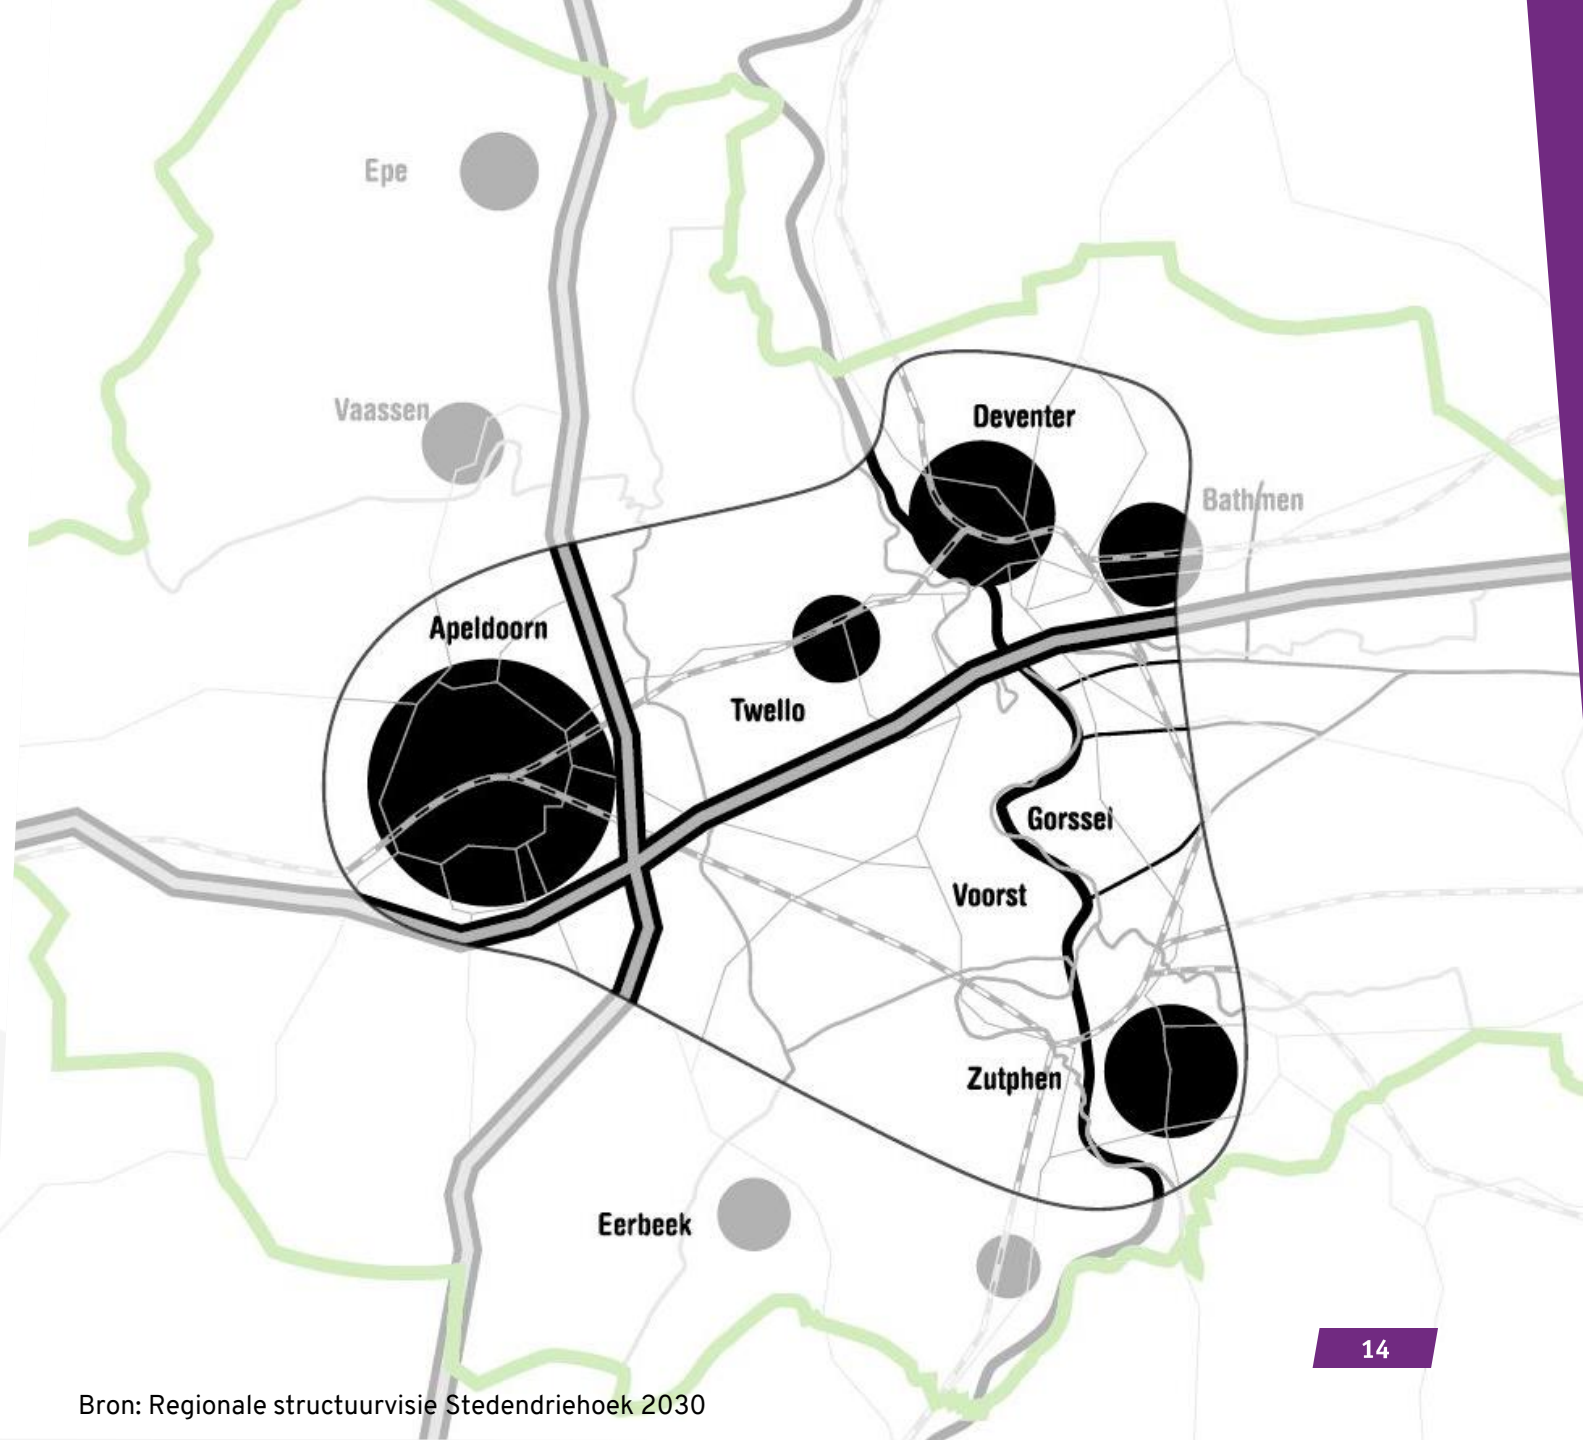 Epe
Vaassen
Deventer
Bathmen
Apeldoorn
Twello
Gorssel
Voorst
Zutphen
Eerbeek
14
Bron: Regionale structuurvisie Stedendriehoek 2030